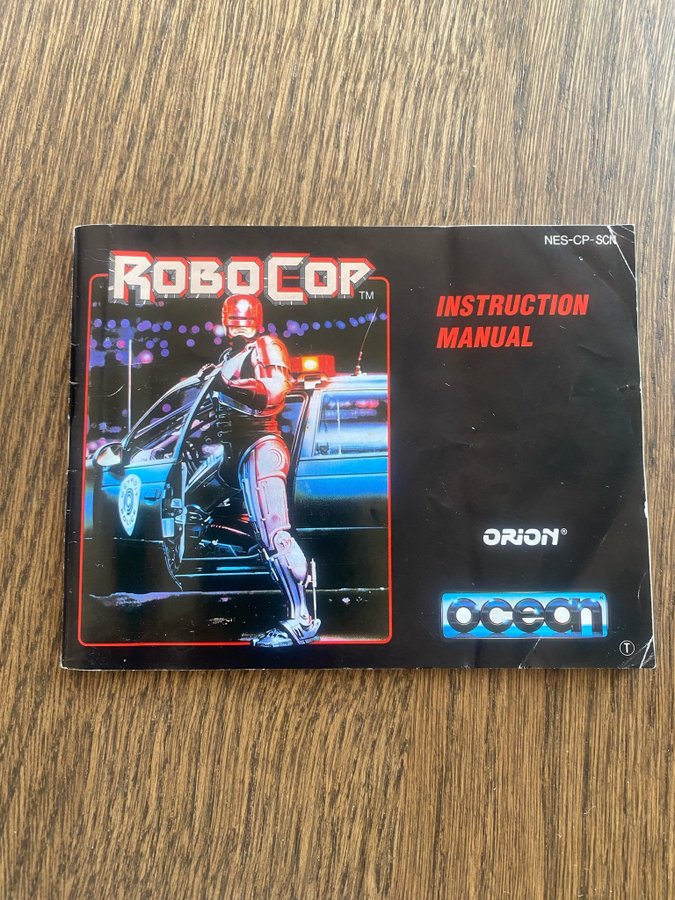 NES-CP-SCN
ROBOCOP
TM
INSTRUCTION
MANUAL
ORION®
ocean
T